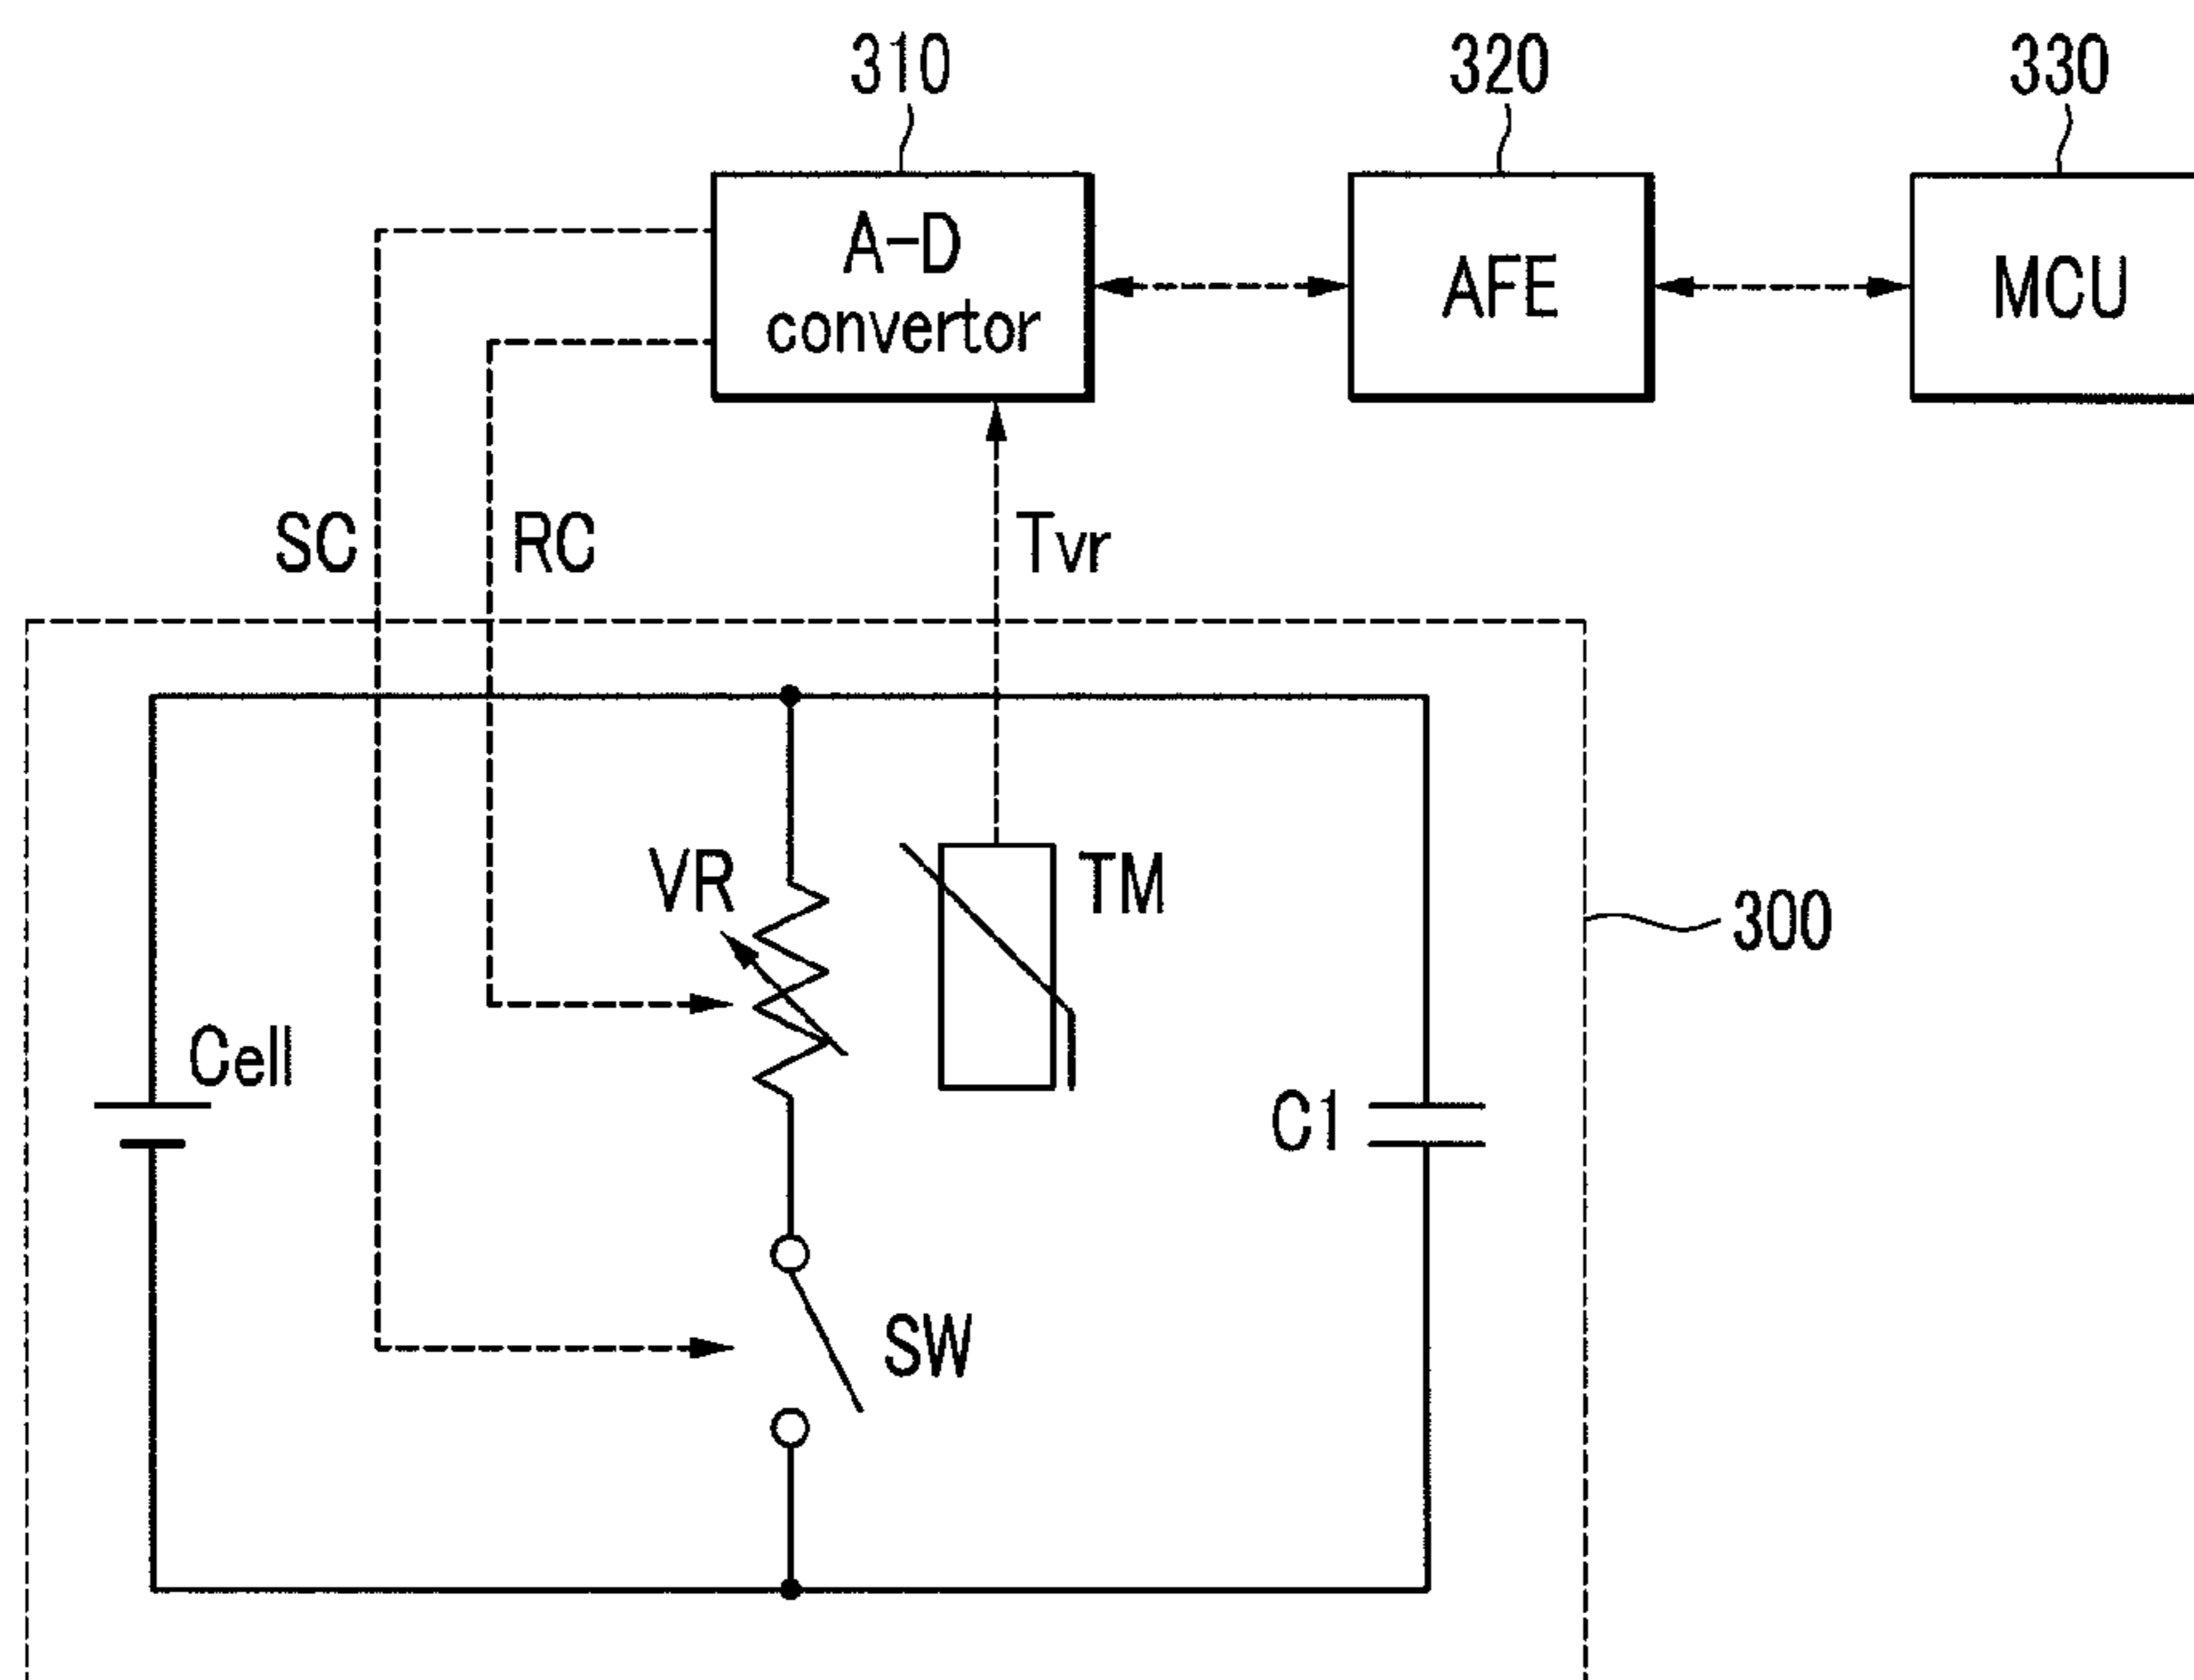 310
320
330
A-D
convertor
AFE
MCU
SC
RC
Tvr
VR
TM
300
Cell
C1
SW